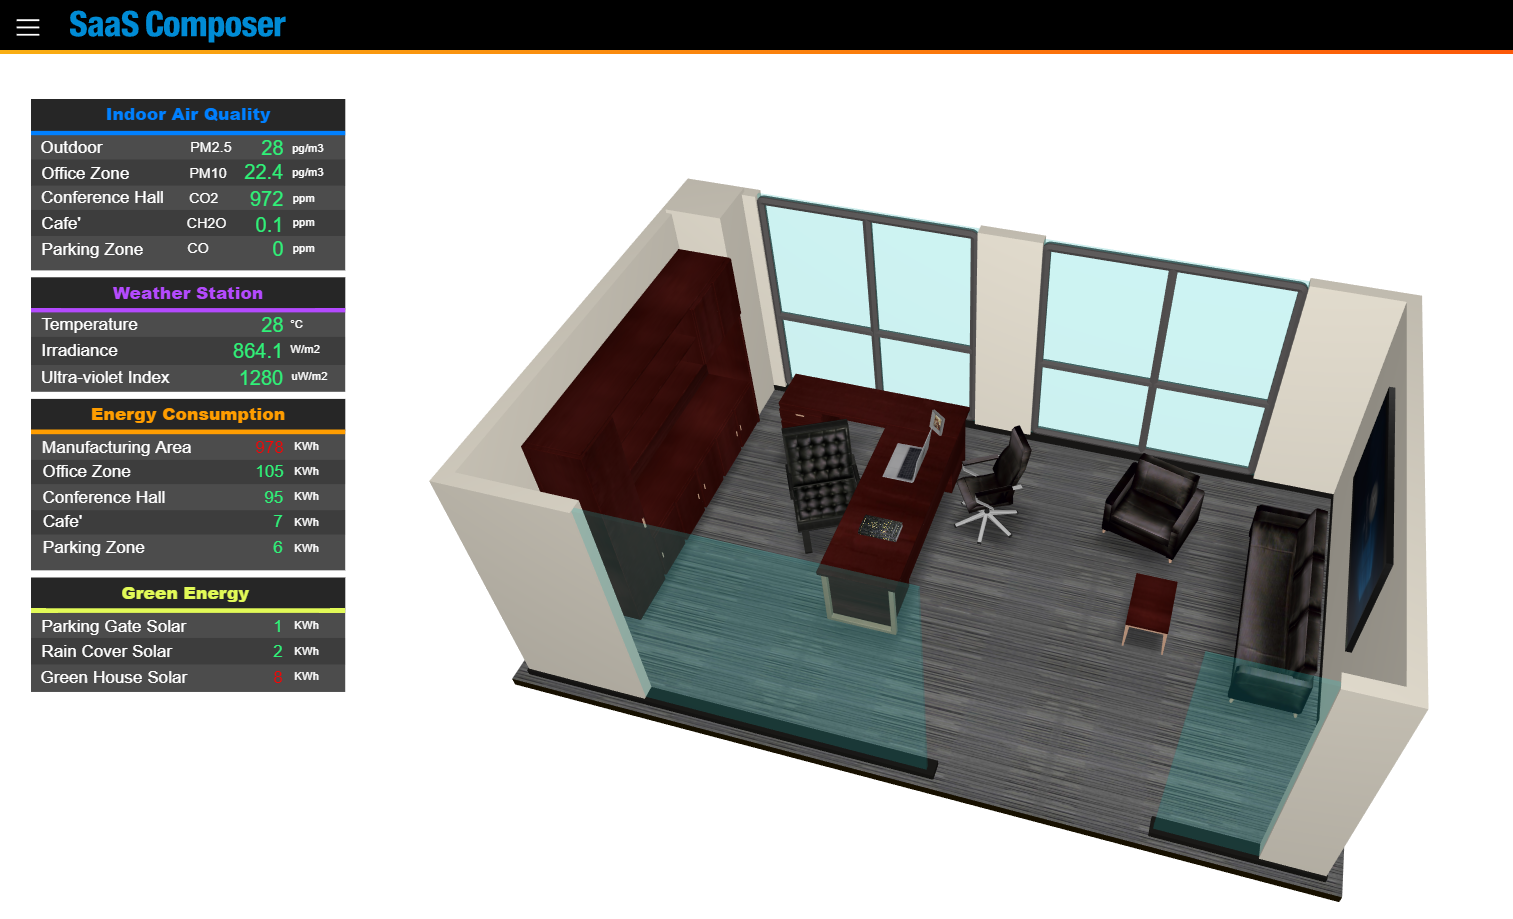 SaaS Composer
Indoor Air Quality
Outdoor PM2.5 28 pg/m3
Office Zone PM10 22.4 pg/m3
Conference Hall CO2 972 ppm
Cafe' CH2O 0.1 ppm
Parking Zone CO 0 ppm
Weather Station
Temperature 28 °C
Irradiance 864.1 W/m2
Ultra-violet Index 1280 uW/m2
Energy Consumption
Manufacturing Area 978 KWh
Office Zone 105 KWh
Conference Hall 95 KWh
Cafe' 7 KWh
Parking Zone 6 KWh
Green Energy
Parking Gate Solar 1 KWh
Rain Cover Solar 2 KWh
Green House Solar KWh